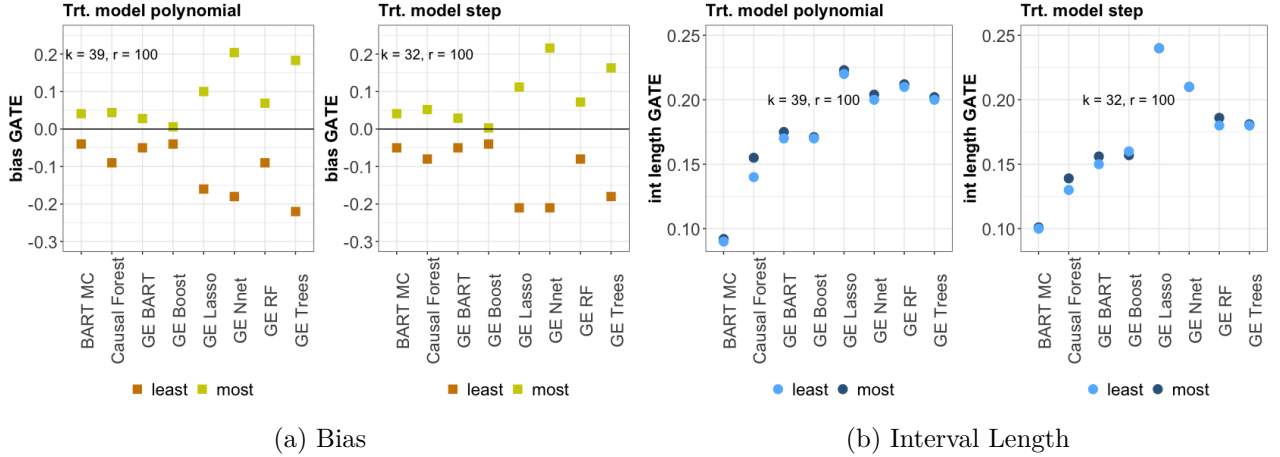 Trt. model polynomial
bias GATE
0.2
0.1
0.0
-0.1
-0.2
-0.3
k = 39, r = 100
BART MC
Causal Forest
GE BART
GE Boost
GE Lasso
GE Nnet
GE RF
GE Trees
least most
Trt. model step
bias GATE
0.2
0.1
0.0
-0.1
-0.2
-0.3
k = 32, r = 100
BART MC
Causal Forest
GE BART
GE Boost
GE Lasso
GE Nnet
GE RF
GE Trees
least most
(a) Bias
Trt. model polynomial
int length GATE
0.25
0.20
0.15
0.10
k = 39, r = 100
BART MC
Causal Forest
GE BART
GE Boost
GE Lasso
GE Nnet
GE RF
GE Trees
least most
Trt. model step
int length GATE
0.25
0.20
0.15
0.10
k = 32, r = 100
BART MC
Causal Forest
GE BART
GE Boost
GE Lasso
GE Nnet
GE RF
GE Trees
least most
(b) Interval Length